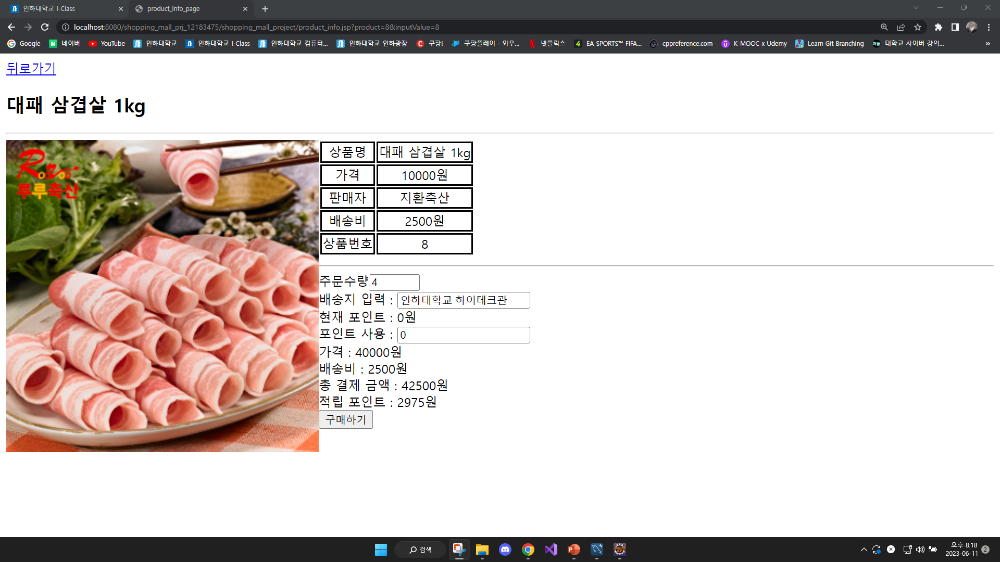 인하대학교 I-Class
product_info_page
localhost:8080/shopping_mall_prj_12183475/shopping_mall_project/product_info.jsp?product=8&inputValue=8
Google 네이버 YouTube 인하대학교 인하대학교 I-Class 인하대학교 컴퓨터... 인하대학교 인하광장 쿠팡! 쿠팡플레이 - 와우... 넷플릭스 EA SPORTS™ FIFA... cppreference.com K-MOOC x Udemy Learn Git Branching 대학교 사이버 강의... »
뒤로가기
대패 삼겹살 1kg
루루축산
상품명 대패 삼겹살 1kg
가격 10000원
판매자 지환축산
배송비 2500원
상품번호 8
주문수량 4
배송지 입력 : 인하대학교 하이테크관
현재 포인트 : 0원
포인트 사용 : 0
가격 : 40000원
배송비 : 2500원
총 결제 금액 : 42500원
적립 포인트 : 2975원
구매하기
검색
오후 8:18
2023-06-11
2